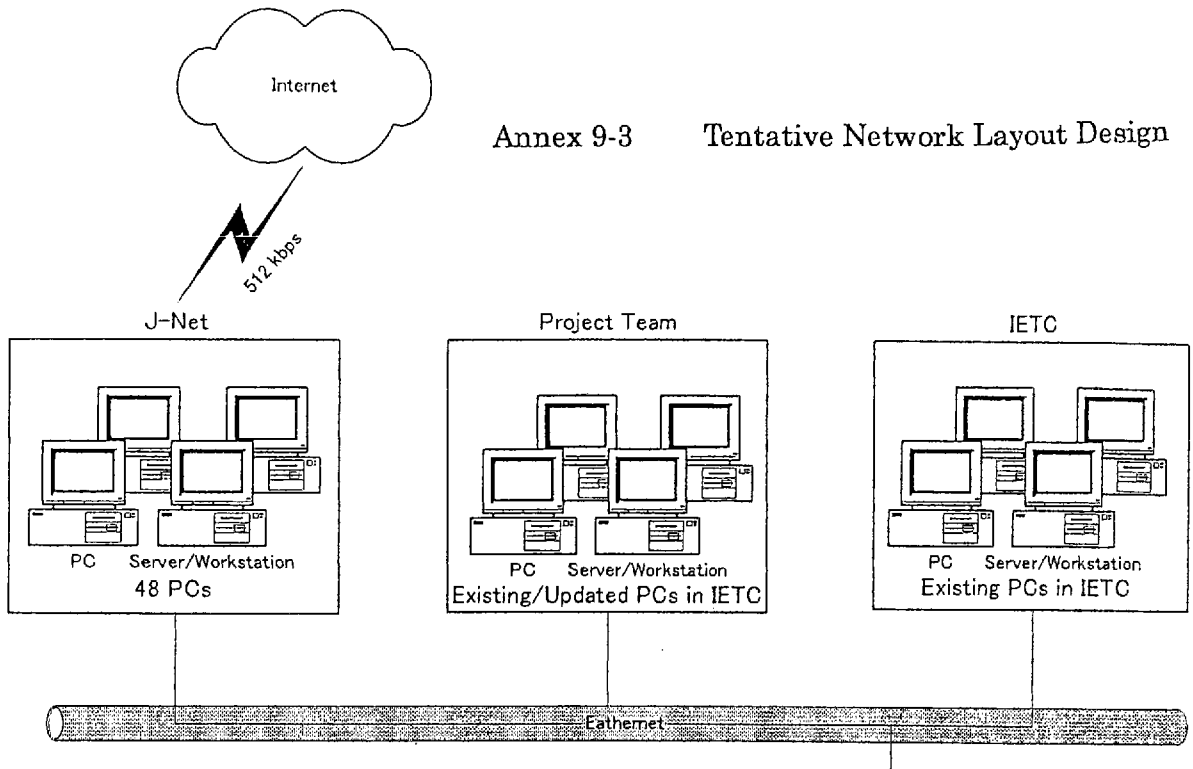 Internet
Annex 9-3 Tentative Network Layout Design
512 kbps
J-Net
Project Team
IETC
PC Server/Workstation
48 PCs
PC Server/Workstation
Existing/Updated PCs in IETC
PC Server/Workstation
Existing PCs in IETC
Eathernet